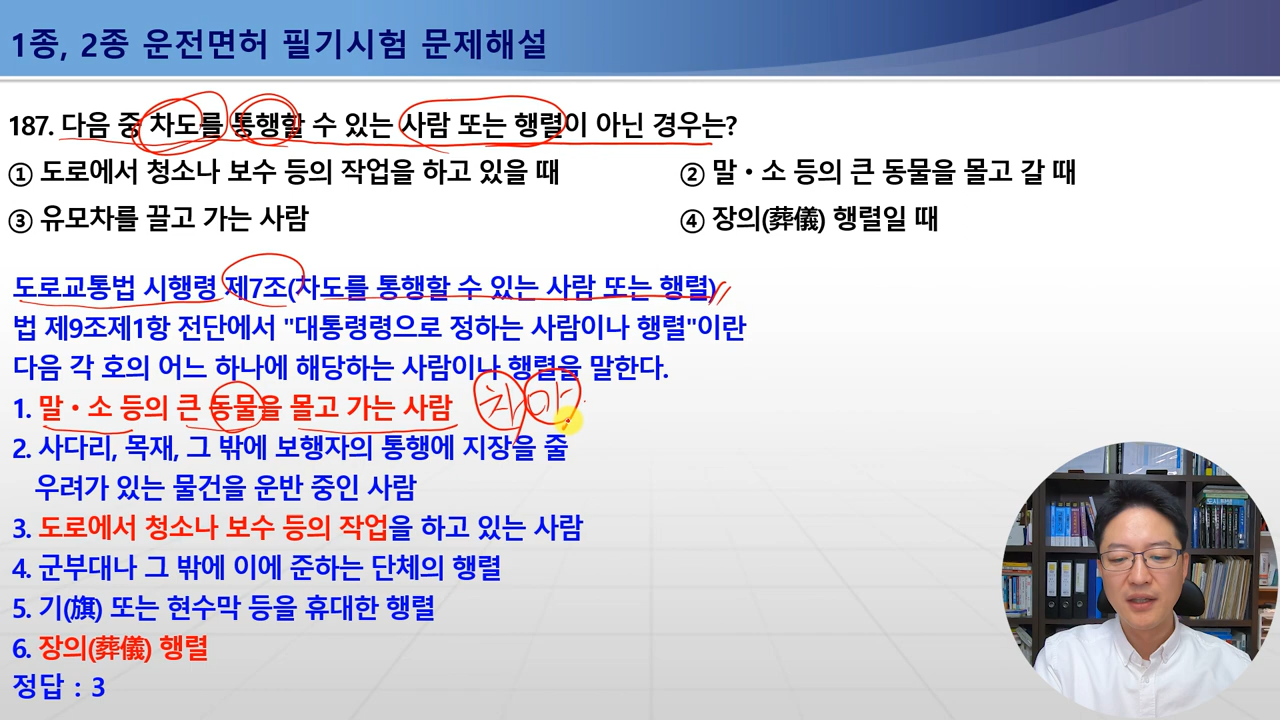 1종, 2종 운전면허 필기시험 문제해설
187. 다음 중 차도를 통행할 수 있는 사람 또는 행렬이 아닌 경우는?
① 도로에서 청소나 보수 등의 작업을 하고 있을 때
② 말・소 등의 큰 동물을 몰고 갈 때
③ 유모차를 끌고 가는 사람
④ 장의(葬儀) 행렬일 때
도로교통법 시행령 제7조(차도를 통행할 수 있는 사람 또는 행렬)
법 제9조제1항 전단에서 "대통령령으로 정하는 사람이나 행렬"이란
다음 각 호의 어느 하나에 해당하는 사람이나 행렬을 말한다.
1. 말・소 등의 큰 동물을 몰고 가는 사람
2. 사다리, 목재, 그 밖에 보행자의 통행에 지장을 줄
우려가 있는 물건을 운반 중인 사람
3. 도로에서 청소나 보수 등의 작업을 하고 있는 사람
4. 군부대나 그 밖에 이에 준하는 단체의 행렬
5. 기(旗) 또는 현수막 등을 휴대한 행렬
6. 장의(葬儀) 행렬
정답 : 3